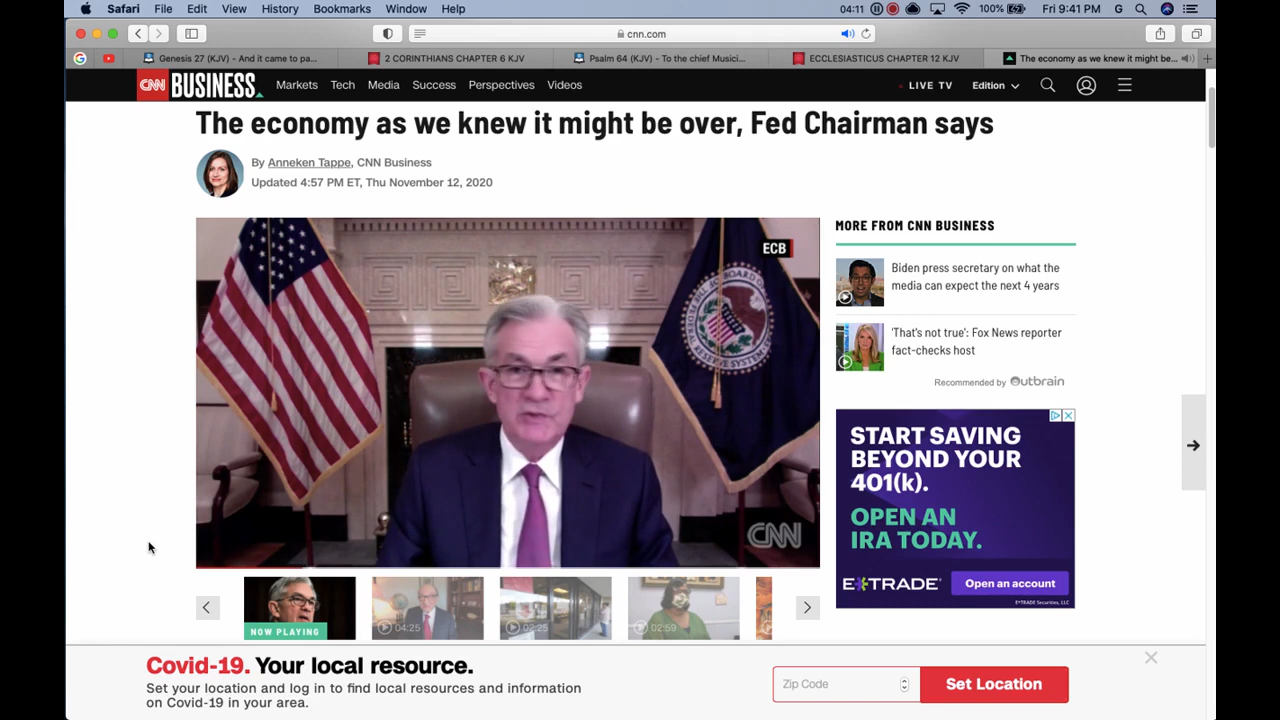 Safari File Edit View History Bookmarks Window Help 04:11 100% Fri 9:41 PM G
cnn.com
Genesis 27 (KJV) - And it came to pa...
2 CORINTHIANS CHAPTER 6 KJV
Psalm 64 (KJV) - To the chief Musici...
ECCLESIASTICUS CHAPTER 12 KJV
The economy as we knew it might be...
CNN BUSINESS Markets Tech Media Success Perspectives Videos LIVE TV Edition
The economy as we knew it might be over, Fed Chairman says
By Anneken Tappe, CNN Business
Updated 4:57 PM ET, Thu November 12, 2020
ECB
CNN
NOW PLAYING
04:25
02:25
02:59
MORE FROM CNN BUSINESS
Biden press secretary on what the
media can expect the next 4 years
'That's not true': Fox News reporter
fact-checks host
Recommended by Outbrain
START SAVING
BEYOND YOUR
401(k).
OPEN AN
IRA TODAY.
E*TRADE
Open an account
E*TRADE Securities, LLC
Covid-19. Your local resource.
Set your location and log in to find local resources and information
on Covid-19 in your area.
Zip Code
Set Location